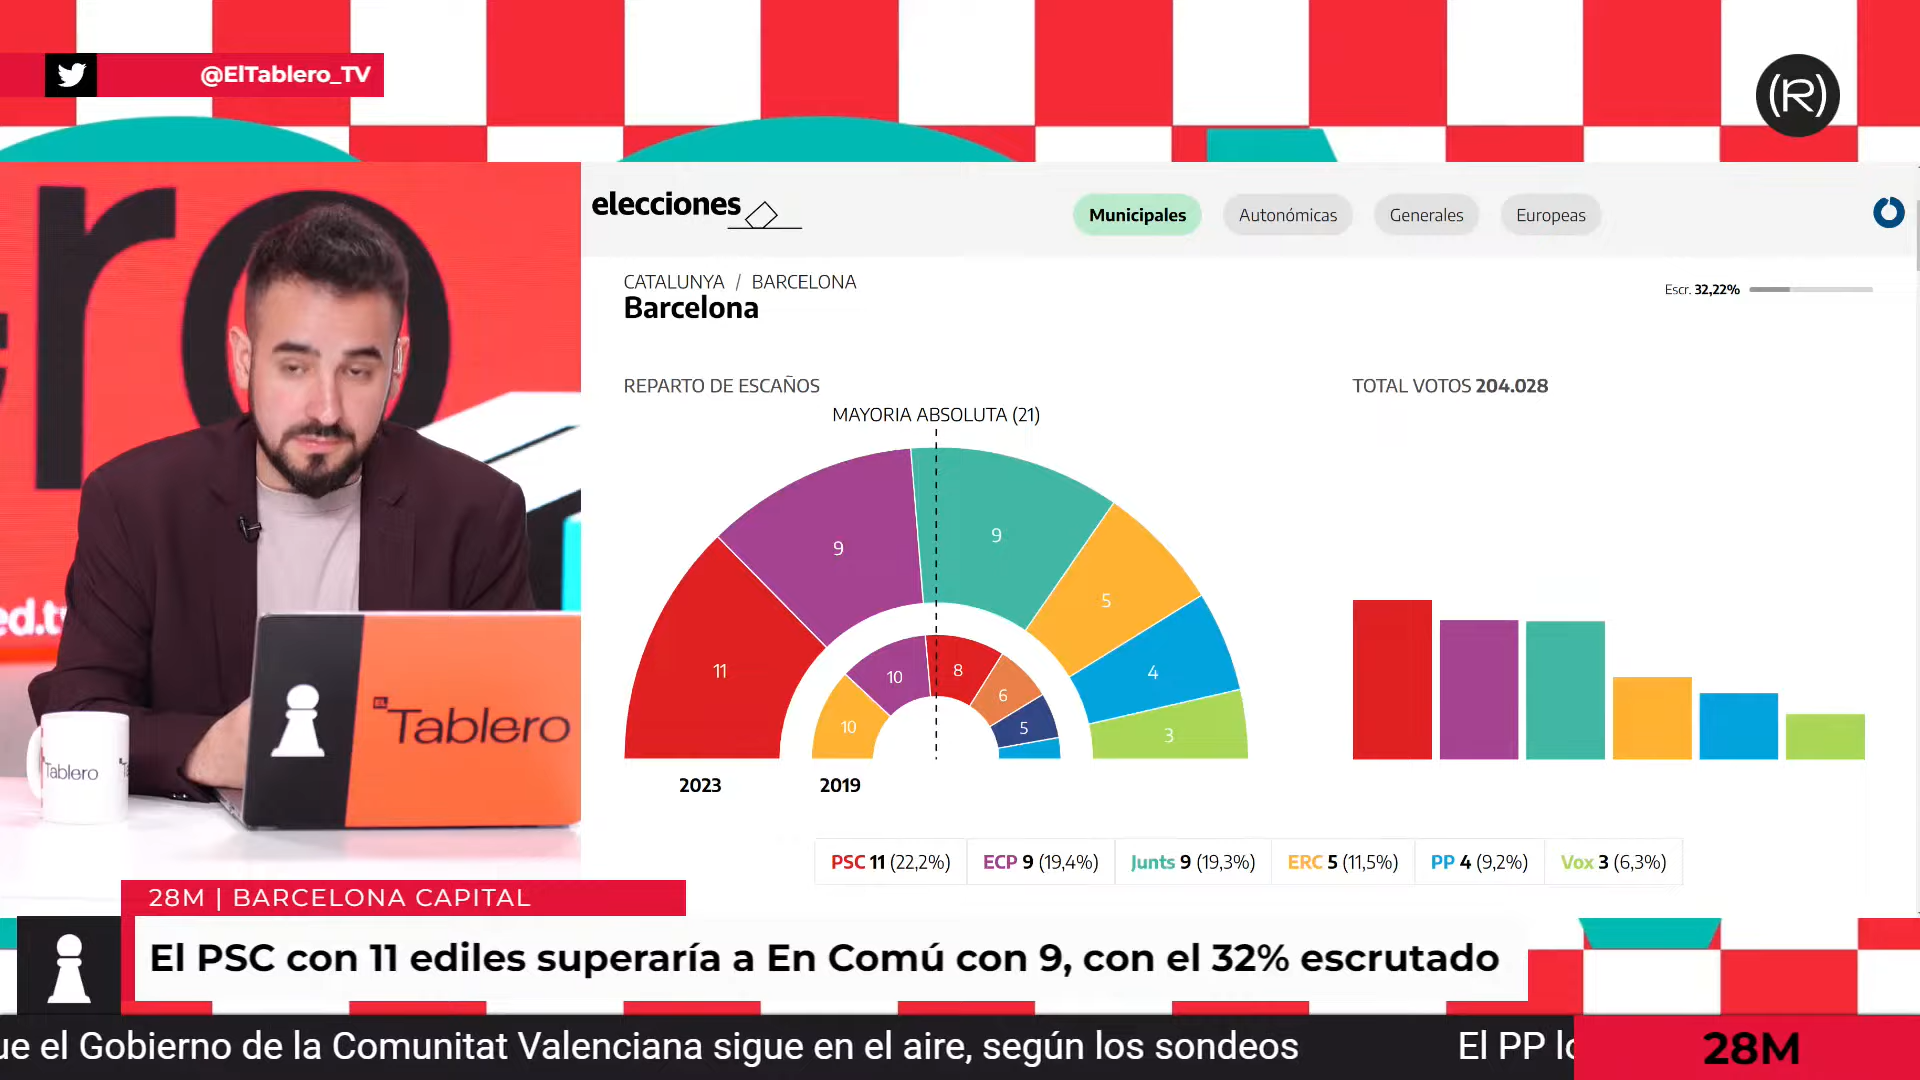 @ElTablero_TV
(R)
ero
ed.tv
EL
Tablero
Tablero
elecciones
Municipales
Autonómicas
Generales
Europeas
CATALUNYA / BARCELONA
Barcelona
Escr. 32,22%
REPARTO DE ESCAÑOS
TOTAL VOTOS 204.028
MAYORIA ABSOLUTA (21)
9
9
5
11
4
3
10
8
6
10
5
2023
2019
PSC 11 (22,2%)
ECP 9 (19,4%)
Junts 9 (19,3%)
ERC 5 (11,5%)
PP 4 (9,2%)
Vox 3 (6,3%)
28M | BARCELONA CAPITAL
El PSC con 11 ediles superaría a En Comú con 9, con el 32% escrutado
ue el Gobierno de la Comunitat Valenciana sigue en el aire, según los sondeos
El PP lo
28M